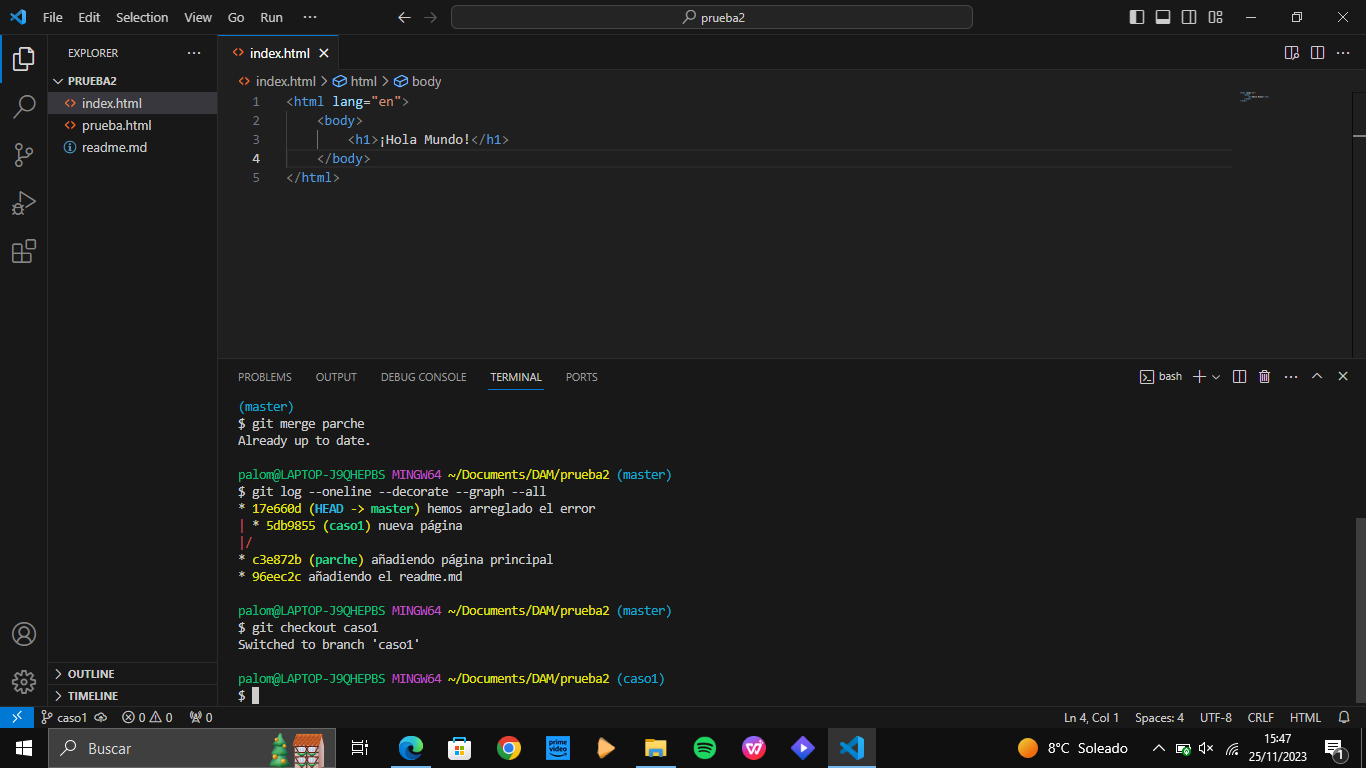 File Edit Selection View Go Run ···
prueba2
EXPLORER ···
PRUEBA2
index.html
prueba.html
readme.md
OUTLINE
TIMELINE
index.html
index.html > html > body
1 <html lang="en">
2 <body>
3 <h1>¡Hola Mundo!</h1>
4 </body>
5 </html>
PROBLEMS OUTPUT DEBUG CONSOLE TERMINAL PORTS
bash
(master)
$ git merge parche
Already up to date.
palom@LAPTOP-J9QHEPBS MINGW64 ~/Documents/DAM/prueba2 (master)
$ git log --oneline --decorate --graph --all
* 17e660d (HEAD -> master) hemos arreglado el error
| * 5db9855 (caso1) nueva página
|/
* c3e872b (parche) añadiendo página principal
* 96eec2c añadiendo el readme.md
palom@LAPTOP-J9QHEPBS MINGW64 ~/Documents/DAM/prueba2 (master)
$ git checkout caso1
Switched to branch 'caso1'
palom@LAPTOP-J9QHEPBS MINGW64 ~/Documents/DAM/prueba2 (caso1)
$
caso1 0 0 0
Ln 4, Col 1 Spaces: 4 UTF-8 CRLF HTML
Buscar
prime video
8°C Soleado
15:47
25/11/2023
1